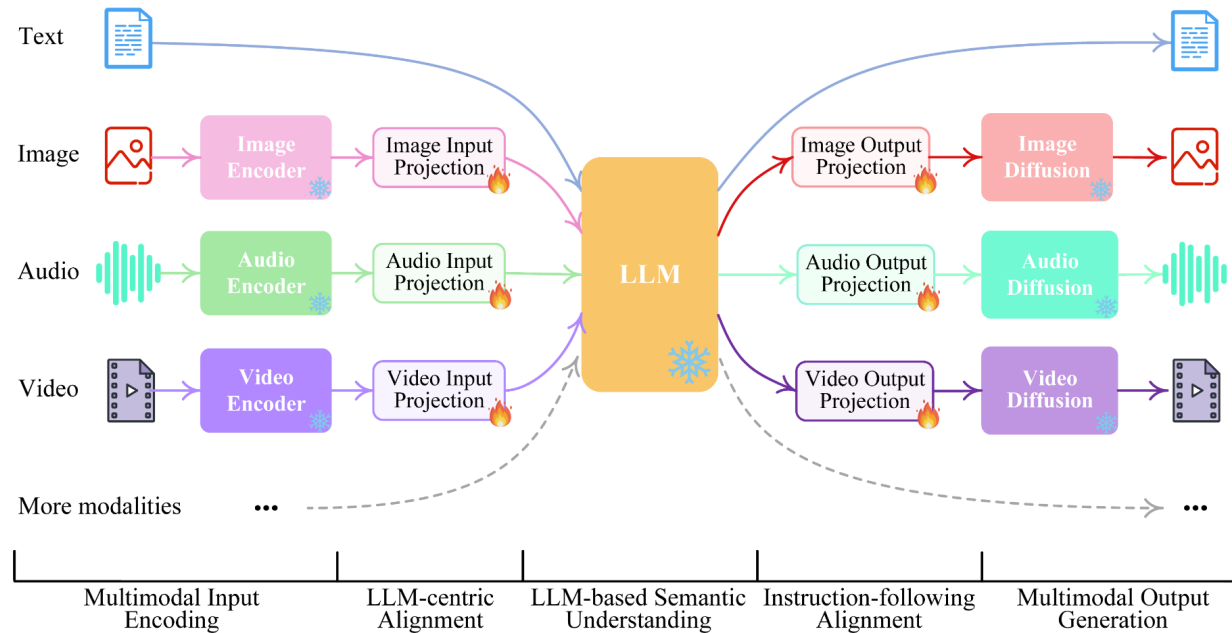 Text
Image
Image
Encoder
Image Input
Projection
Image Output
Projection
Image
Diffusion
Audio
Audio
Encoder
Audio Input
Projection
LLM
Audio Output
Projection
Audio
Diffusion
Video
Video
Encoder
Video Input
Projection
Video Output
Projection
Video
Diffusion
More modalities
...
...
Multimodal Input
Encoding
LLM-centric
Alignment
LLM-based Semantic
Understanding
Instruction-following
Alignment
Multimodal Output
Generation